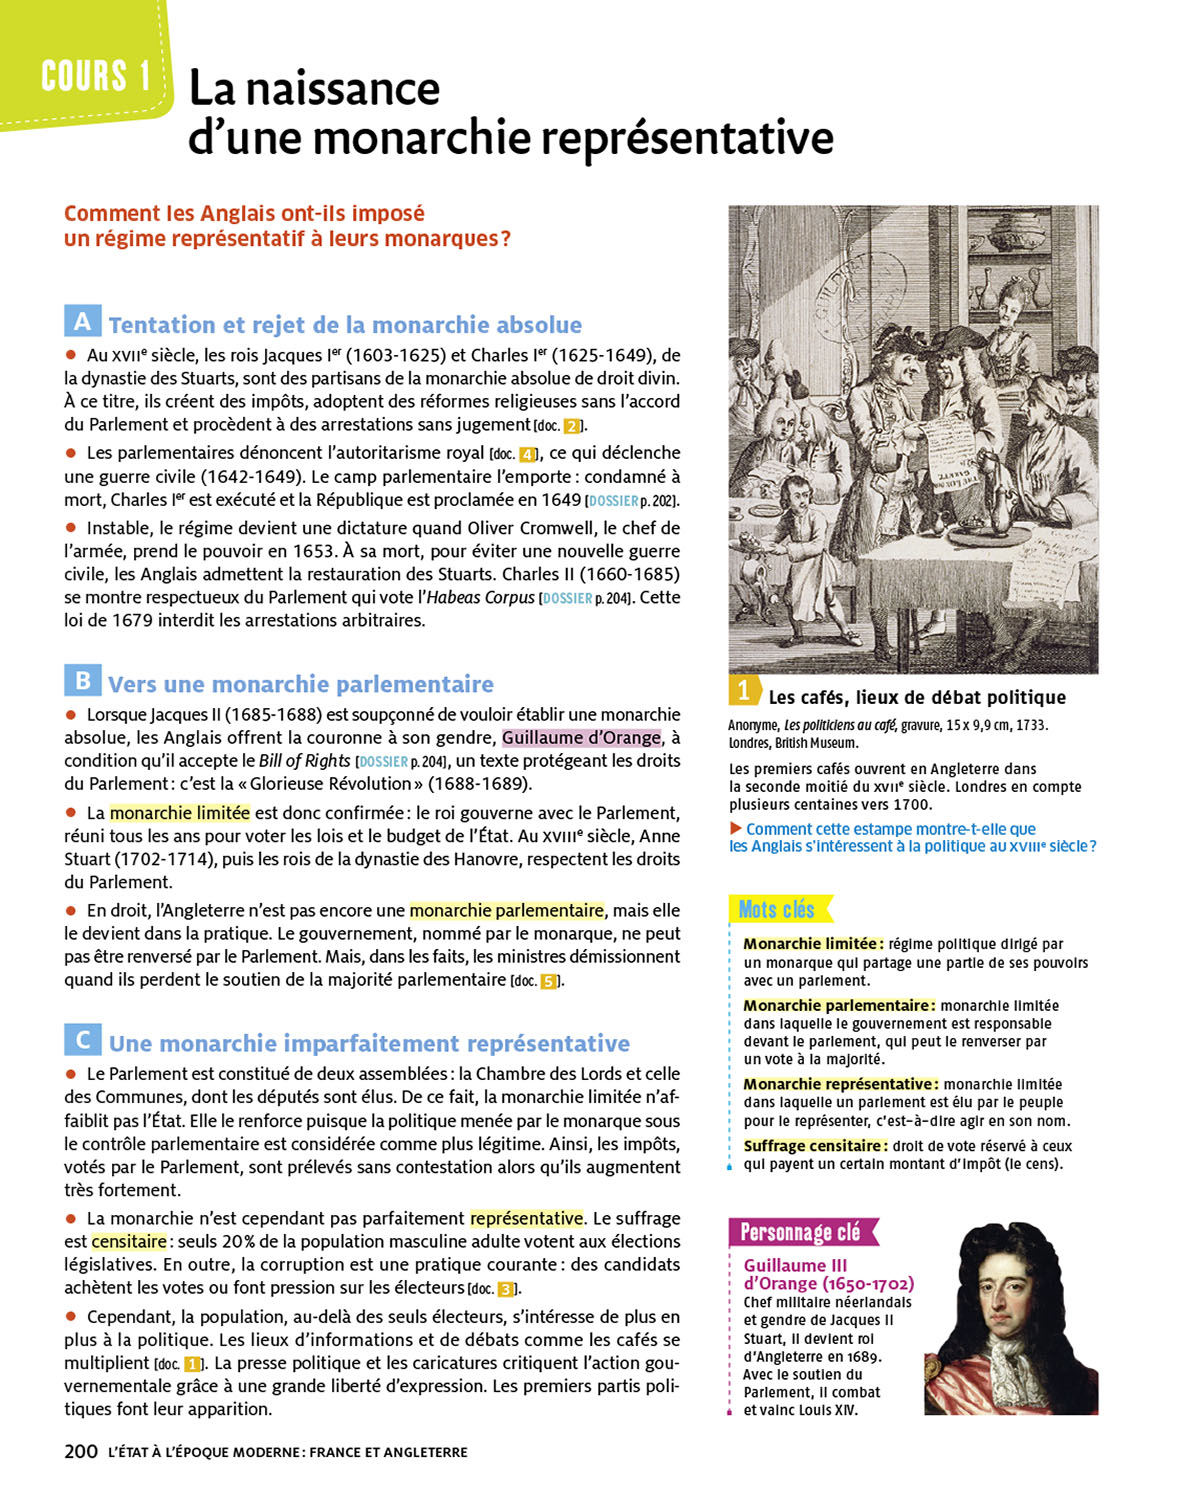 COURS 1
La naissance
d’une monarchie représentative
Comment les Anglais ont-ils imposé
un régime représentatif à leurs monarques ?
A Tentation et rejet de la monarchie absolue
• Au XVIIe siècle, les rois Jacques Ier (1603-1625) et Charles Ier (1625-1649), de
la dynastie des Stuarts, sont des partisans de la monarchie absolue de droit divin.
À ce titre, ils créent des impôts, adoptent des réformes religieuses sans l’accord
du Parlement et procèdent à des arrestations sans jugement [doc. 2].
• Les parlementaires dénoncent l’autoritarisme royal [doc. 4], ce qui déclenche
une guerre civile (1642-1649). Le camp parlementaire l’emporte : condamné à
mort, Charles Ier est exécuté et la République est proclamée en 1649 [DOSSIER p. 202].
• Instable, le régime devient une dictature quand Oliver Cromwell, le chef de
l’armée, prend le pouvoir en 1653. À sa mort, pour éviter une nouvelle guerre
civile, les Anglais admettent la restauration des Stuarts. Charles II (1660-1685)
se montre respectueux du Parlement qui vote l’Habeas Corpus [DOSSIER p. 204]. Cette
loi de 1679 interdit les arrestations arbitraires.
B Vers une monarchie parlementaire
• Lorsque Jacques II (1685-1688) est soupçonné de vouloir établir une monarchie
absolue, les Anglais offrent la couronne à son gendre, Guillaume d’Orange, à
condition qu’il accepte le Bill of Rights [DOSSIER p. 204], un texte protégeant les droits
du Parlement : c’est la « Glorieuse Révolution » (1688-1689).
• La monarchie limitée est donc confirmée : le roi gouverne avec le Parlement,
réuni tous les ans pour voter les lois et le budget de l’État. Au XVIIIe siècle, Anne
Stuart (1702-1714), puis les rois de la dynastie des Hanovre, respectent les droits
du Parlement.
• En droit, l’Angleterre n’est pas encore une monarchie parlementaire, mais elle
le devient dans la pratique. Le gouvernement, nommé par le monarque, ne peut
pas être renversé par le Parlement. Mais, dans les faits, les ministres démissionnent
quand ils perdent le soutien de la majorité parlementaire [doc. 5].
C Une monarchie imparfaitement représentative
• Le Parlement est constitué de deux assemblées : la Chambre des Lords et celle
des Communes, dont les députés sont élus. De ce fait, la monarchie limitée n’af-
faiblit pas l’État. Elle le renforce puisque la politique menée par le monarque sous
le contrôle parlementaire est considérée comme plus légitime. Ainsi, les impôts,
votés par le Parlement, sont prélevés sans contestation alors qu’ils augmentent
très fortement.
• La monarchie n’est cependant pas parfaitement représentative. Le suffrage
est censitaire : seuls 20 % de la population masculine adulte votent aux élections
législatives. En outre, la corruption est une pratique courante : des candidats
achètent les votes ou font pression sur les électeurs [doc. 3].
• Cependant, la population, au-delà des seuls électeurs, s’intéresse de plus en
plus à la politique. Les lieux d’informations et de débats comme les cafés se
multiplient [doc. 1]. La presse politique et les caricatures critiquent l’action gou-
vernementale grâce à une grande liberté d’expression. Les premiers partis poli-
tiques font leur apparition.
1 Les cafés, lieux de débat politique
Anonyme, Les politiciens au café, gravure, 15 x 9,9 cm, 1733.
Londres, British Museum.
Les premiers cafés ouvrent en Angleterre dans
la seconde moitié du XVIIe siècle. Londres en compte
plusieurs centaines vers 1700.
▶ Comment cette estampe montre-t-elle que
les Anglais s’intéressent à la politique au XVIIIe siècle ?
Mots clés
Monarchie limitée : régime politique dirigé par
un monarque qui partage une partie de ses pouvoirs
avec un parlement.
Monarchie parlementaire : monarchie limitée
dans laquelle le gouvernement est responsable
devant le parlement, qui peut le renverser par
un vote à la majorité.
Monarchie représentative : monarchie limitée
dans laquelle un parlement est élu par le peuple
pour le représenter, c’est-à-dire agir en son nom.
Suffrage censitaire : droit de vote réservé à ceux
qui payent un certain montant d’impôt (le cens).
Personnage clé
Guillaume III
d’Orange (1650-1702)
Chef militaire néerlandais
et gendre de Jacques II
Stuart, il devient roi
d’Angleterre en 1689.
Avec le soutien du
Parlement, il combat
et vainc Louis XIV.
200 L’ÉTAT À L’ÉPOQUE MODERNE : FRANCE ET ANGLETERRE